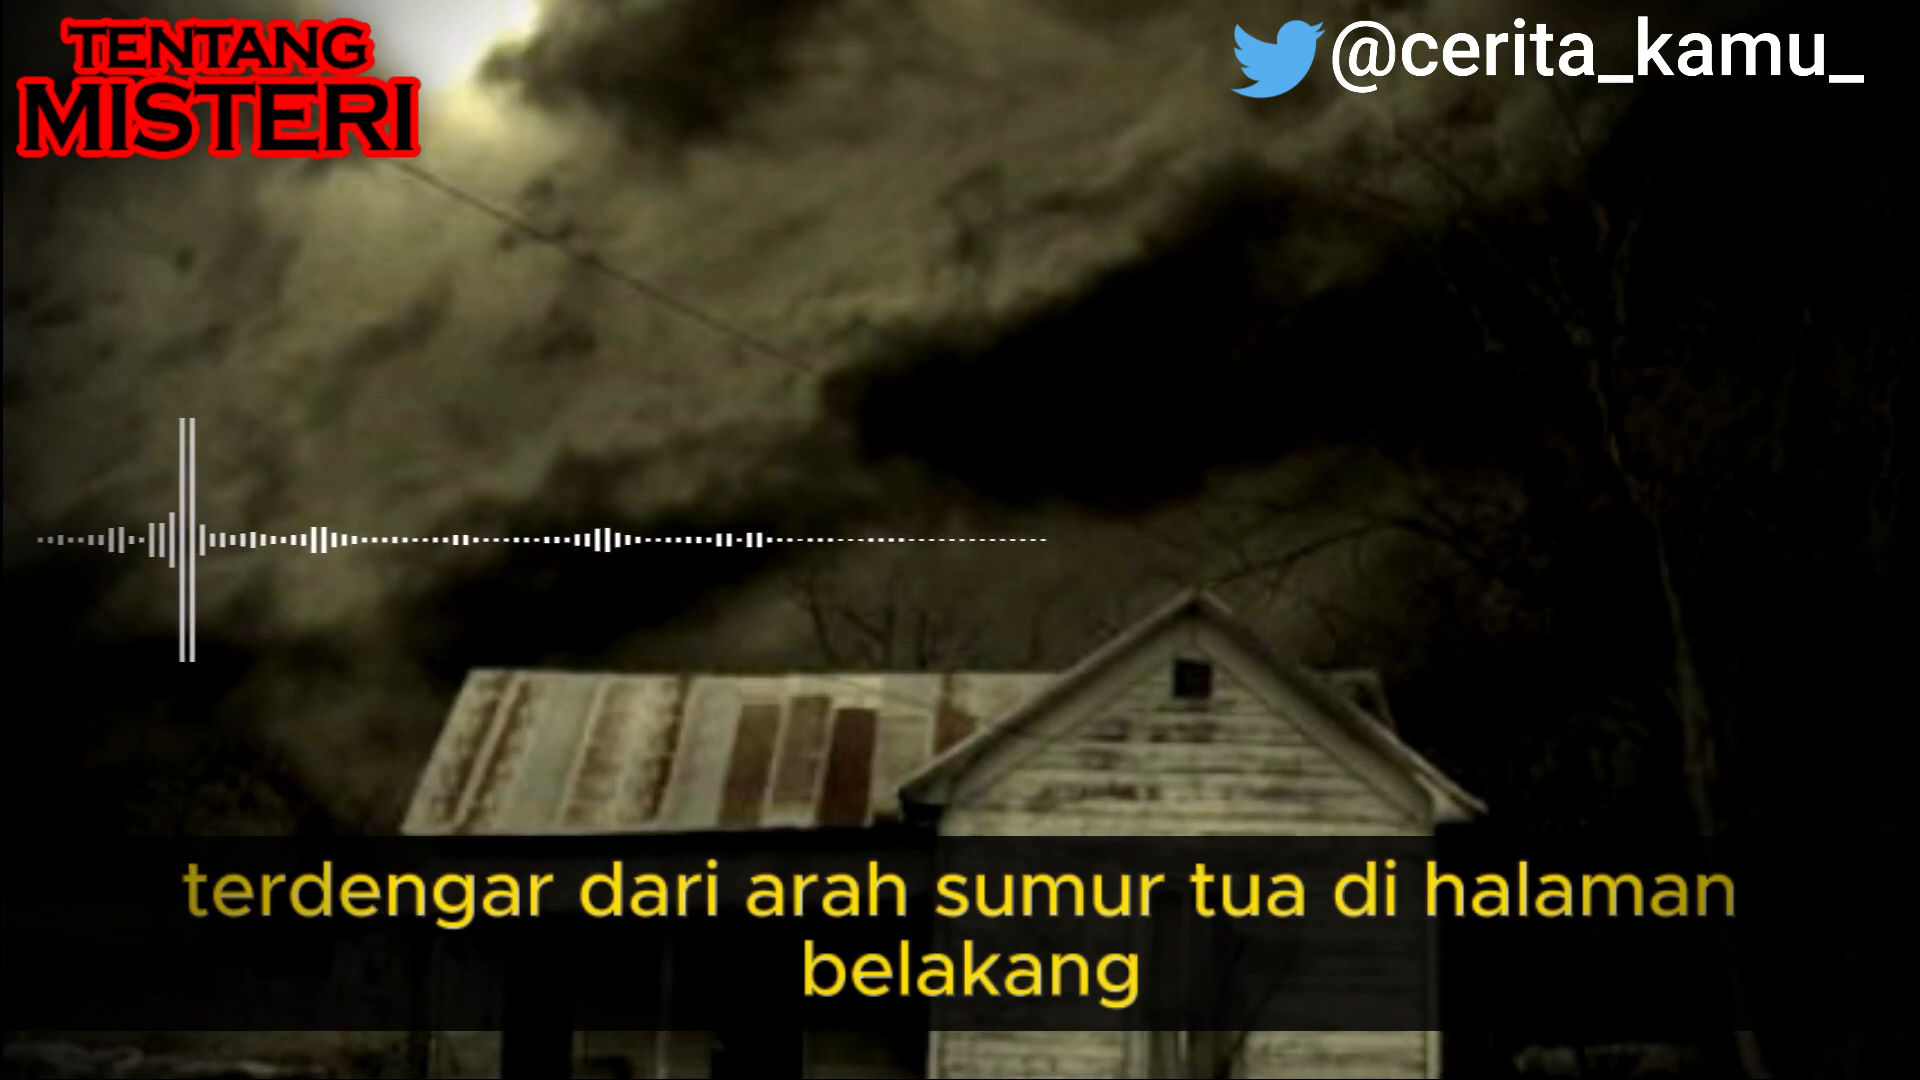 TENTANG
MISTERI
@cerita_kamu_
terdengar dari arah sumur tua di halaman
belakang